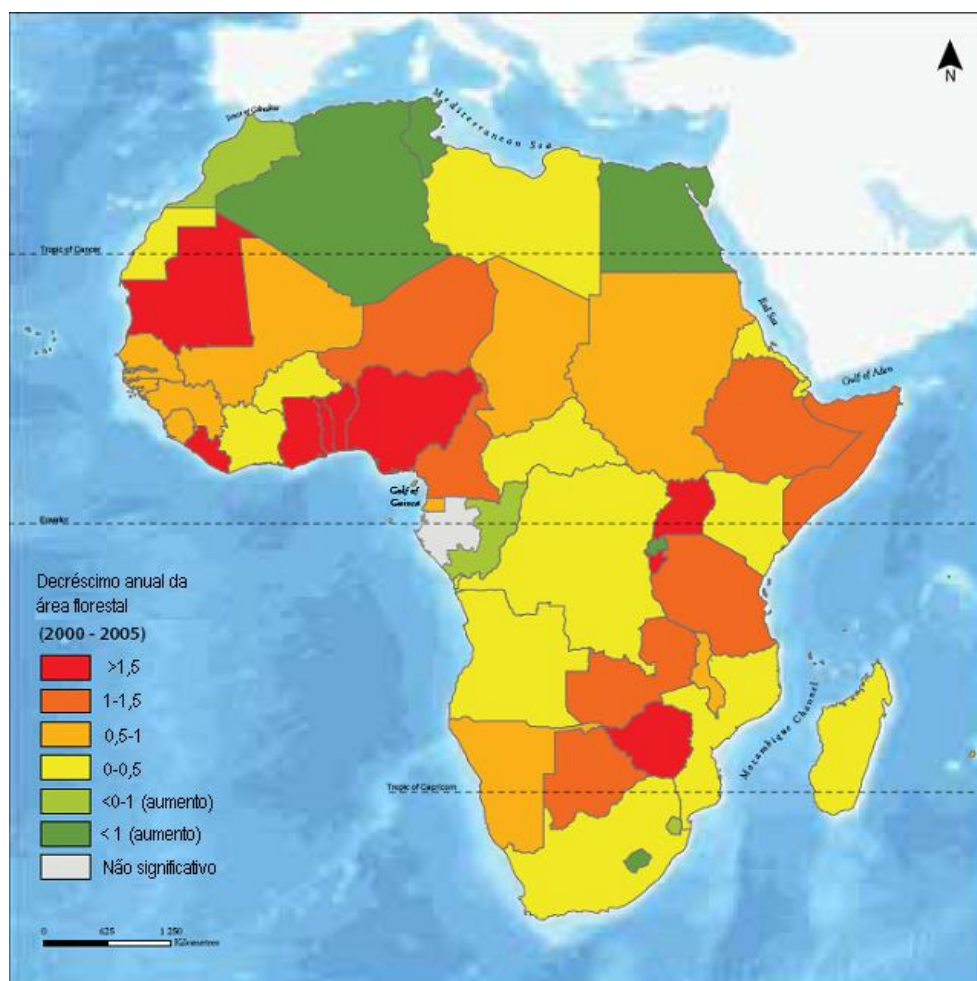 N
Strait of Gibraltar
Mediterranean Sea
Tropic of Cancer
Red Sea
Gulf of Aden
Gulf of
Guinea
Equator
Decréscimo anual da
área florestal
(2000 - 2005)
>1,5
1-1,5
0,5-1
0-0,5
<0-1 (aumento)
< 1 (aumento)
Não significativo
Mozambique Channel
Tropic of Capricorn
0 625 1 250
Kilometres